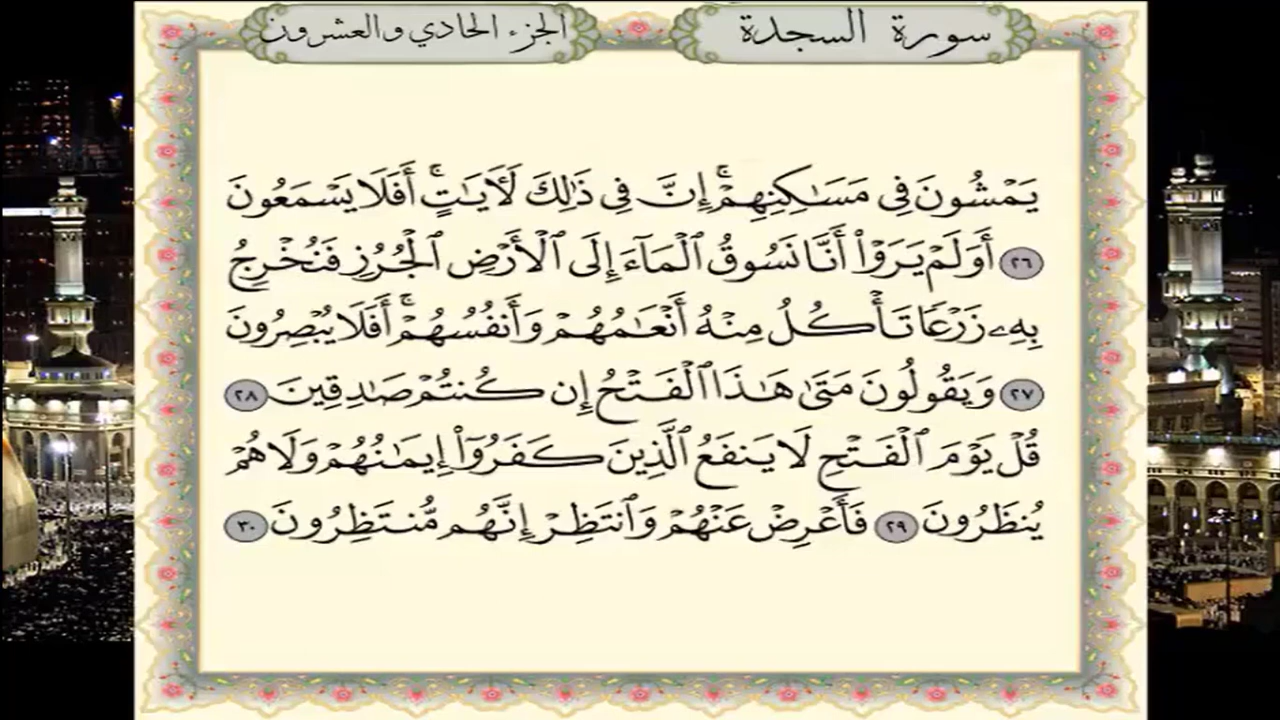 سورة السجدة
الجزء الحادي والعشرون
يَمْشُونَ فِي مَسَـٰكِنِهِمْ ۚ إِنَّ فِي ذَٰلِكَ لَـَٔايَـٰتٍ ۚ أَفَلَا يَسْمَعُونَ
٢٦ أَوَلَمْ يَرَوْا۟ أَنَّا نَسُوقُ ٱلْمَآءَ إِلَى ٱلْأَرْضِ ٱلْجُرُزِ فَنُخْرِجُ
بِهِۦ زَرْعًا تَأْكُلُ مِنْهُ أَنْعَـٰمُهُمْ وَأَنفُسُهُمْ ۚ أَفَلَا يُبْصِرُونَ
٢٧ وَيَقُولُونَ مَتَىٰ هَـٰذَا ٱلْفَتْحُ إِن كُنتُمْ صَـٰدِقِينَ ٢٨
قُلْ يَوْمَ ٱلْفَتْحِ لَا يَنفَعُ ٱلَّذِينَ كَفَرُوٓا۟ إِيمَـٰنُهُمْ وَلَا هُمْ
يُنظَرُونَ ٢٩ فَأَعْرِضْ عَنْهُمْ وَٱنتَظِرْ إِنَّهُم مُّنتَظِرُونَ ٣٠